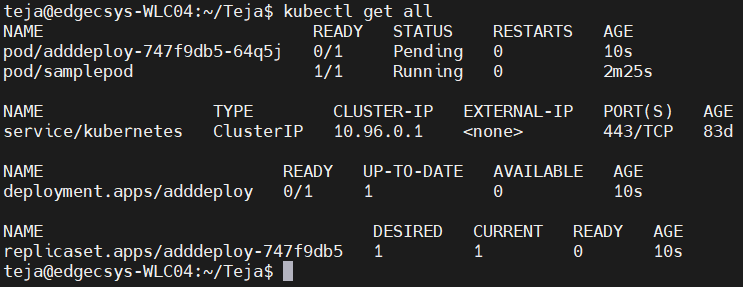 teja@edgecsys-WLC04:~/Teja$ kubectl get all
NAME READY STATUS RESTARTS AGE
pod/adddeploy-747f9db5-64q5j 0/1 Pending 0 10s
pod/samplepod 1/1 Running 0 2m25s
NAME TYPE CLUSTER-IP EXTERNAL-IP PORT(S) AGE
service/kubernetes ClusterIP 10.96.0.1 <none> 443/TCP 83d
NAME READY UP-TO-DATE AVAILABLE AGE
deployment.apps/adddeploy 0/1 1 0 10s
NAME DESIRED CURRENT READY AGE
replicaset.apps/adddeploy-747f9db5 1 1 0 10s
teja@edgecsys-WLC04:~/Teja$